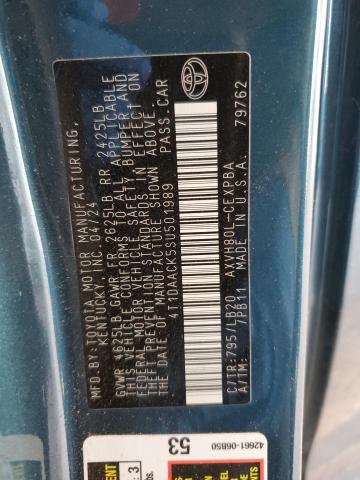 MFG.BY:TOYOTA MOTOR MANUFACTURING,
KENTUCKY, INC. 04/24
GVWR 4625LB GAWR FR 2625LB RR 2425LB
THIS VEHICLE CONFORMS TO ALL APPLICABLE
FEDERAL MOTOR VEHICLE SAFETY, BUMPER AND
THEFT PREVENTION STANDARDS IN EFFECT ON
THE DATE OF MANUFACTURE SHOWN ABOVE.
4T1DAACK5SU501989 PASS.CAR
C/TR:795/LB20 AXVH80L-CEXPBA
A/TM: 7PB11 MADE IN U.S.A. 79762
42661-06B50
53